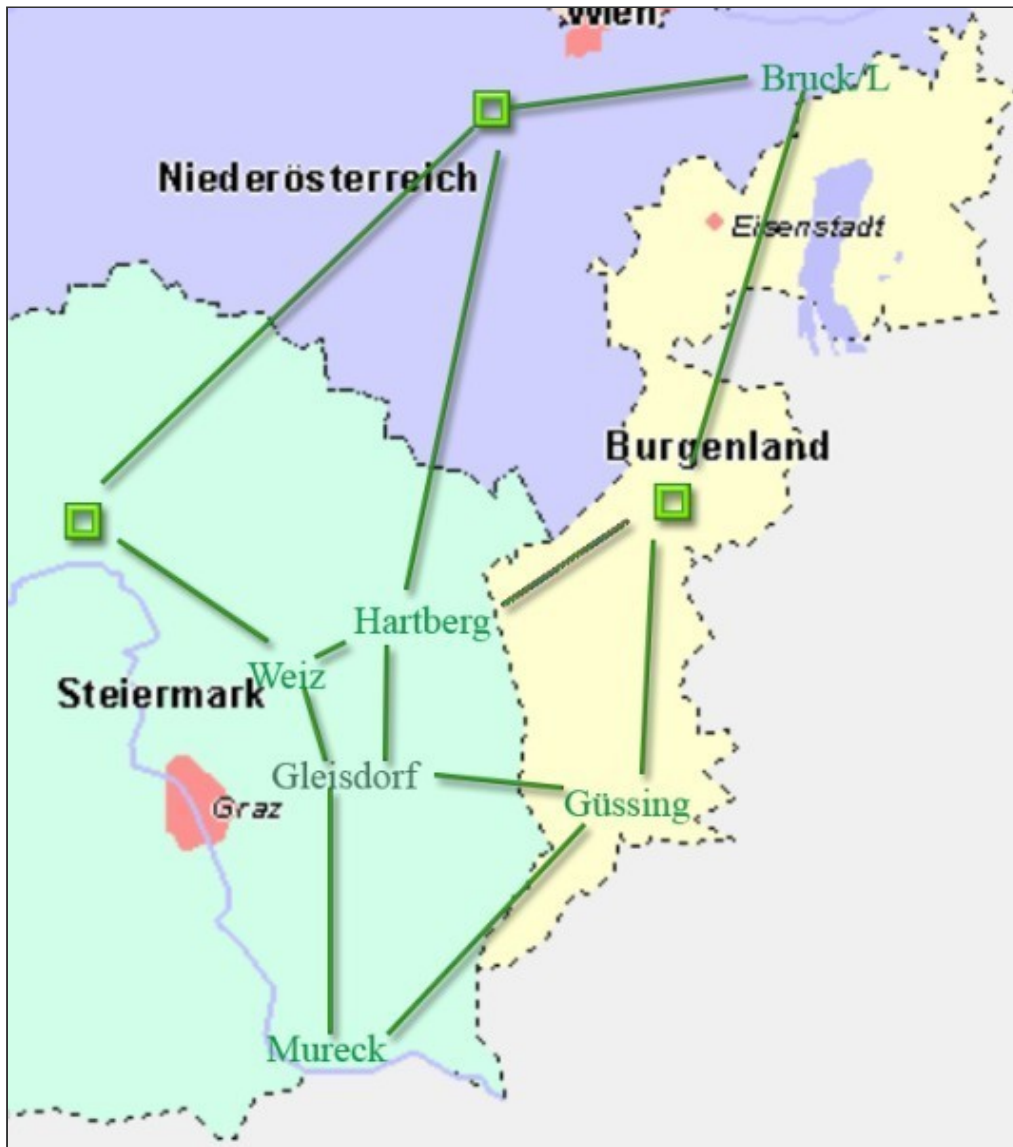 Wien
Bruck/L
Niederösterreich
Eisenstadt
Burgenland
Hartberg
Weiz
Steiermark
Gleisdorf
Graz
Güssing
Mureck